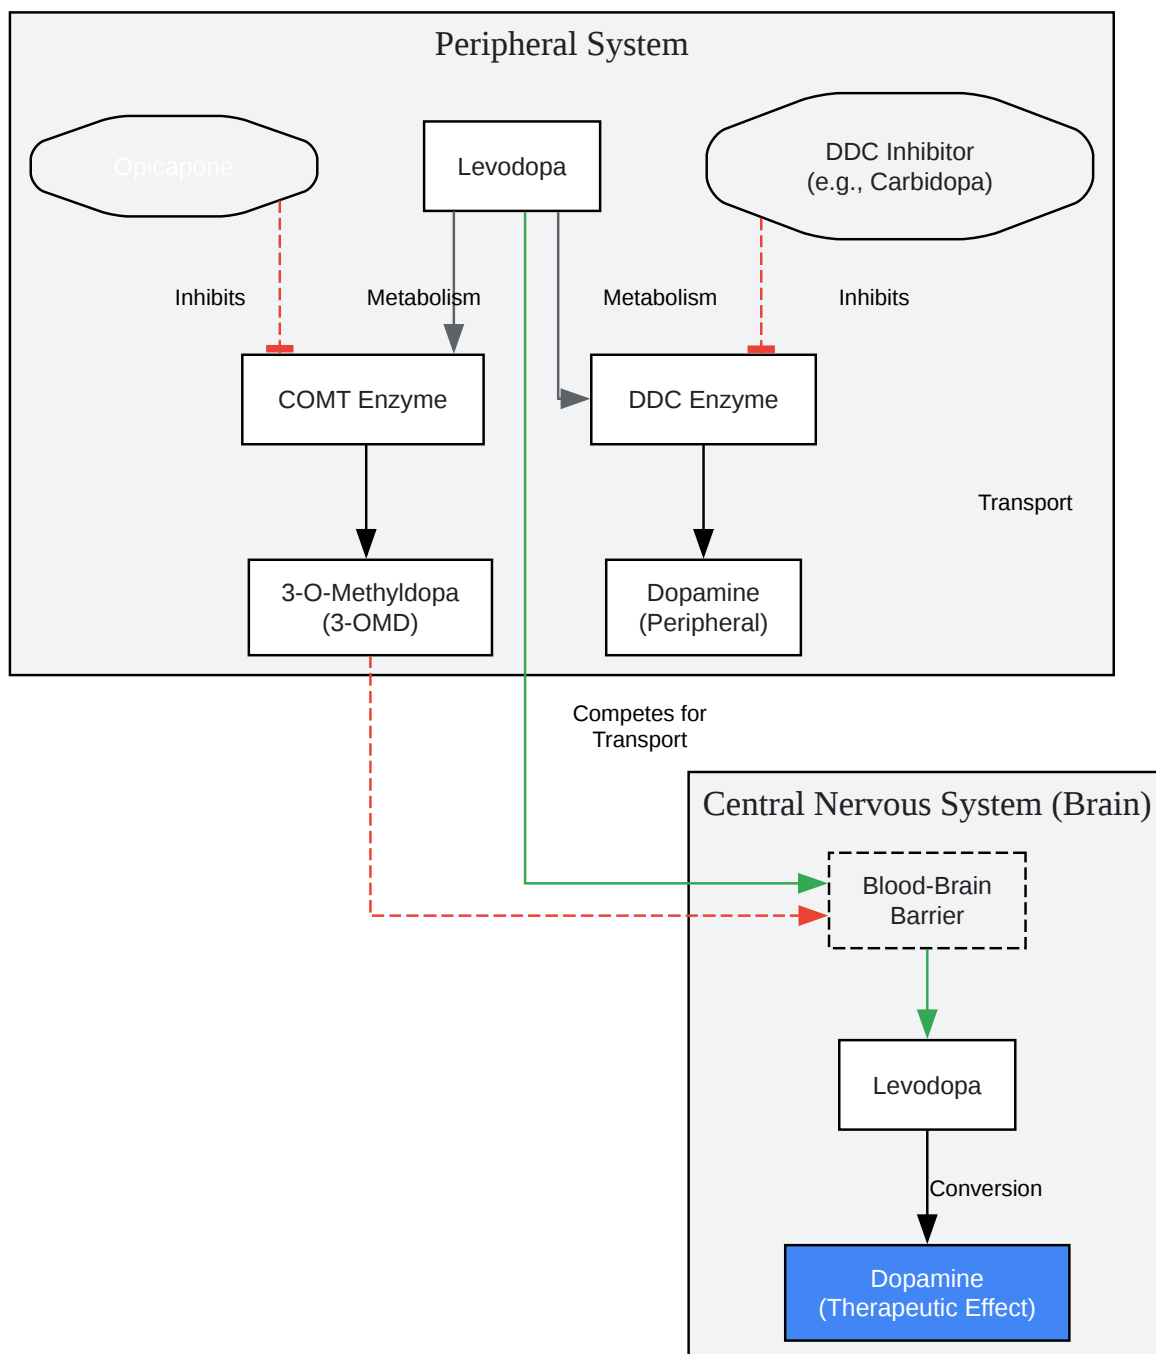 Peripheral System
Opicapone
Levodopa
DDC Inhibitor
(e.g., Carbidopa)
Inhibits
Metabolism
Metabolism
Inhibits
COMT Enzyme
DDC Enzyme
Transport
3-O-Methyldopa
(3-OMD)
Dopamine
(Peripheral)
Competes for
Transport
Central Nervous System (Brain)
Blood-Brain
Barrier
Levodopa
Conversion
Dopamine
(Therapeutic Effect)